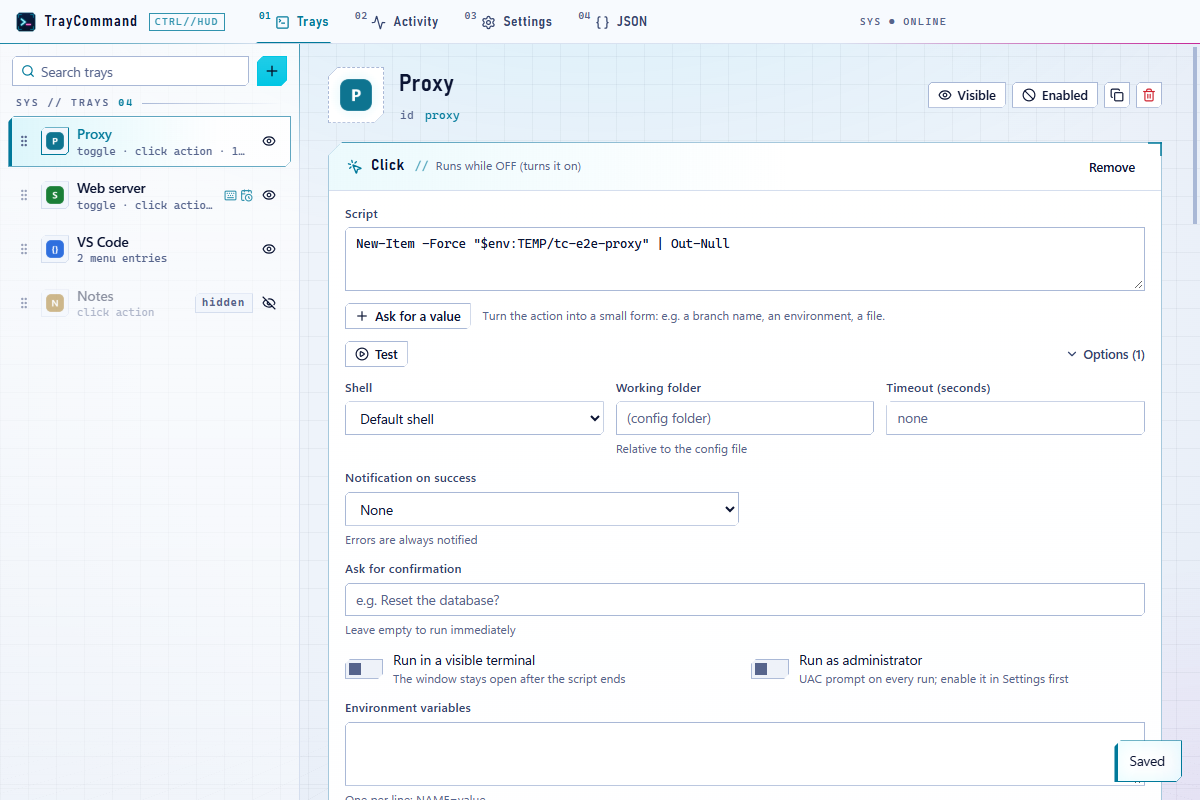 TrayCommand CTRL//HUD 01 Trays 02 Activity 03 Settings 04 {} JSON SYS ● ONLINE
Search trays +
SYS // TRAYS 04
P Proxy
toggle · click action · 1…
S Web server
toggle · click actio…
{} VS Code
2 menu entries
N Notes hidden
click action
P Proxy
id proxy
Visible Enabled
Click // Runs while OFF (turns it on) Remove
Script
New-Item -Force "$env:TEMP/tc-e2e-proxy" | Out-Null
+ Ask for a value Turn the action into a small form: e.g. a branch name, an environment, a file.
Test Options (1)
Shell Working folder Timeout (seconds)
Default shell (config folder) none
Relative to the config file
Notification on success
None
Errors are always notified
Ask for confirmation
e.g. Reset the database?
Leave empty to run immediately
Run in a visible terminal Run as administrator
The window stays open after the script ends UAC prompt on every run; enable it in Settings first
Environment variables
Saved
One per line: NAME=value